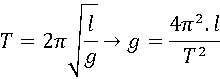 T = 2π√(l/g) → g = 4π².l / T²